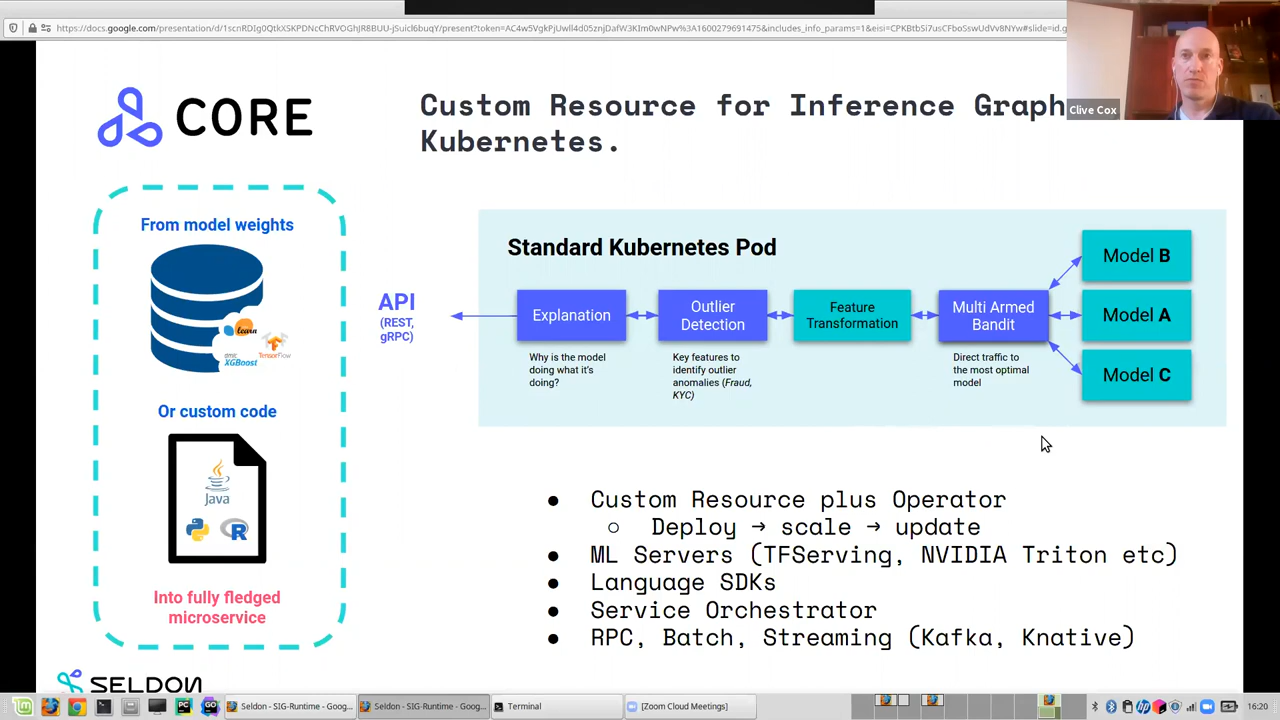 Clive Cox
CORE
Custom Resource for Inference Graph
Kubernetes.
From model weights
learn
dmlc
XGBoost
TensorFlow
Or custom code
Java
R
Into fully fledged
microservice
API
(REST,
gRPC)
Standard Kubernetes Pod
Explanation
Outlier
Detection
Feature
Transformation
Multi Armed
Bandit
Model B
Model A
Model C
Why is the model
doing what it's
doing?
Key features to
identify outlier
anomalies (Fraud,
KYC)
Direct traffic to
the most optimal
model
● Custom Resource plus Operator
○ Deploy → scale → update
● ML Servers (TFServing, NVIDIA Triton etc)
● Language SDKs
● Service Orchestrator
● RPC, Batch, Streaming (Kafka, Knative)
SELDON
Seldon - SIG-Runtime - Goog...
Seldon - SIG-Runtime - Goog...
Terminal
[Zoom Cloud Meetings]
16:20